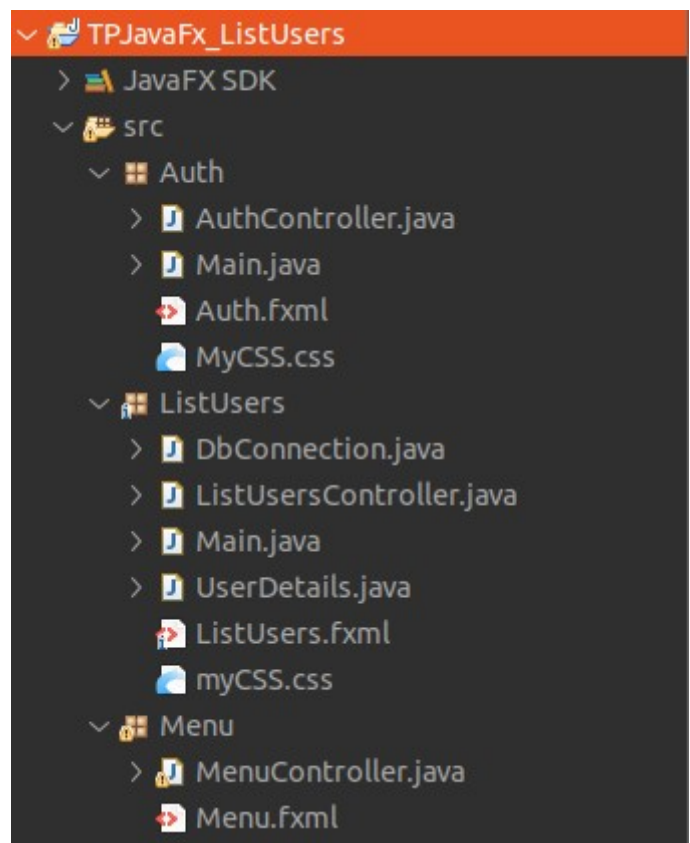 TPJavaFx_ListUsers
JavaFX SDK
src
Auth
AuthController.java
Main.java
Auth.fxml
MyCSS.css
ListUsers
DbConnection.java
ListUsersController.java
Main.java
UserDetails.java
ListUsers.fxml
myCSS.css
Menu
MenuController.java
Menu.fxml